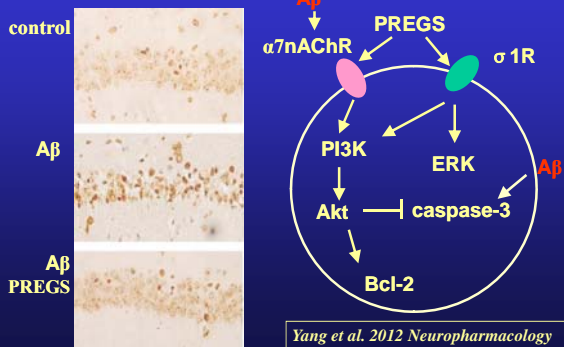 control
Aβ
Aβ
PREGS
Aβ
α7nAChR
PREGS
σ 1R
PI3K
ERK
Aβ
Akt
caspase-3
Bcl-2
Yang et al. 2012 Neuropharmacology